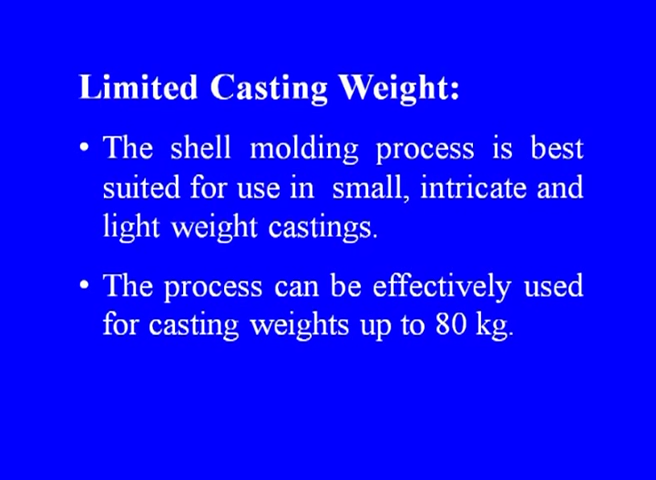 Limited Casting Weight:
• The shell molding process is best
suited for use in small, intricate and
light weight castings.
• The process can be effectively used
for casting weights up to 80 kg.